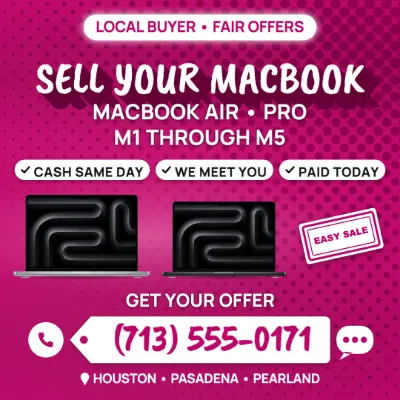 LOCAL BUYER • FAIR OFFERS
SELL YOUR MACBOOK
MACBOOK AIR • PRO
M1 THROUGH M5
✓ CASH SAME DAY ✓ WE MEET YOU ✓ PAID TODAY
EASY SALE
GET YOUR OFFER
(713) 555-0171
HOUSTON • PASADENA • PEARLAND